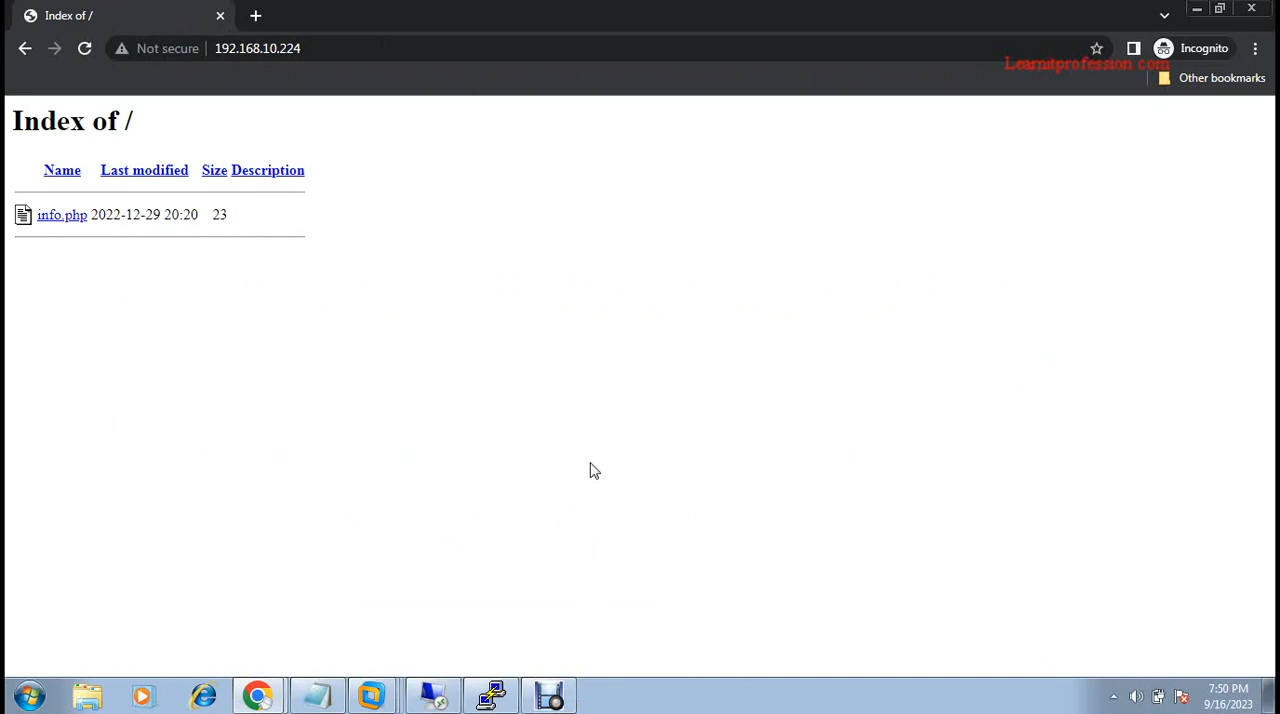 Index of /
Not secure
192.168.10.224
Incognito
Learnitprofession com
Other bookmarks
Index of /
Name Last modified Size Description
info.php 2022-12-29 20:20 23
7:50 PM
9/16/2023